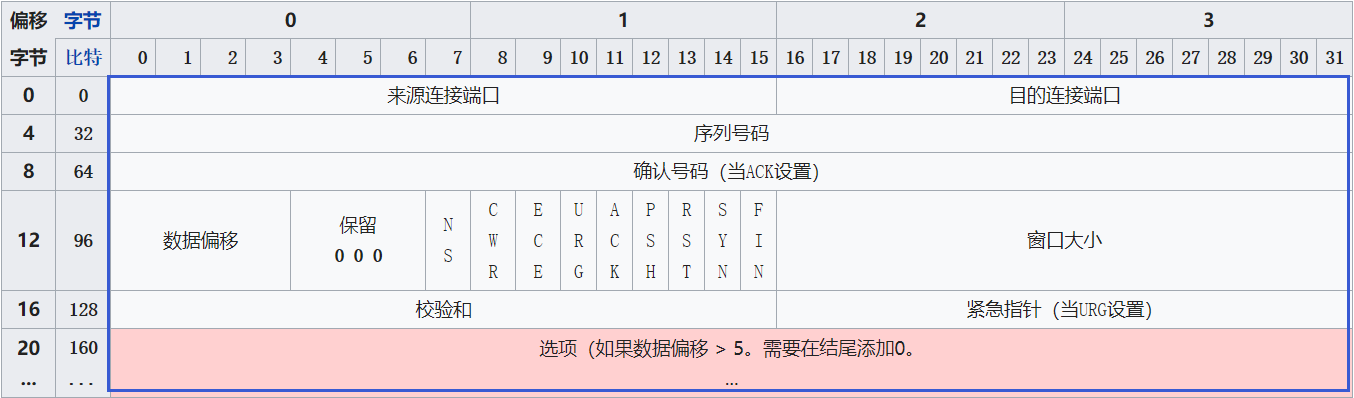 偏移 字节 0 1 2 3
字节 比特 0 1 2 3 4 5 6 7 8 9 10 11 12 13 14 15 16 17 18 19 20 21 22 23 24 25 26 27 28 29 30 31
0 0 来源连接端口 目的连接端口
4 32 序列号码
8 64 确认号码（当ACK设置）
12 96 数据偏移 保留 0 0 0 NS CWR ECE URG ACK PSH RST SYN FIN 窗口大小
16 128 校验和 紧急指针（当URG设置）
20 160 选项（如果数据偏移 > 5。需要在结尾添加0。
... ... ...